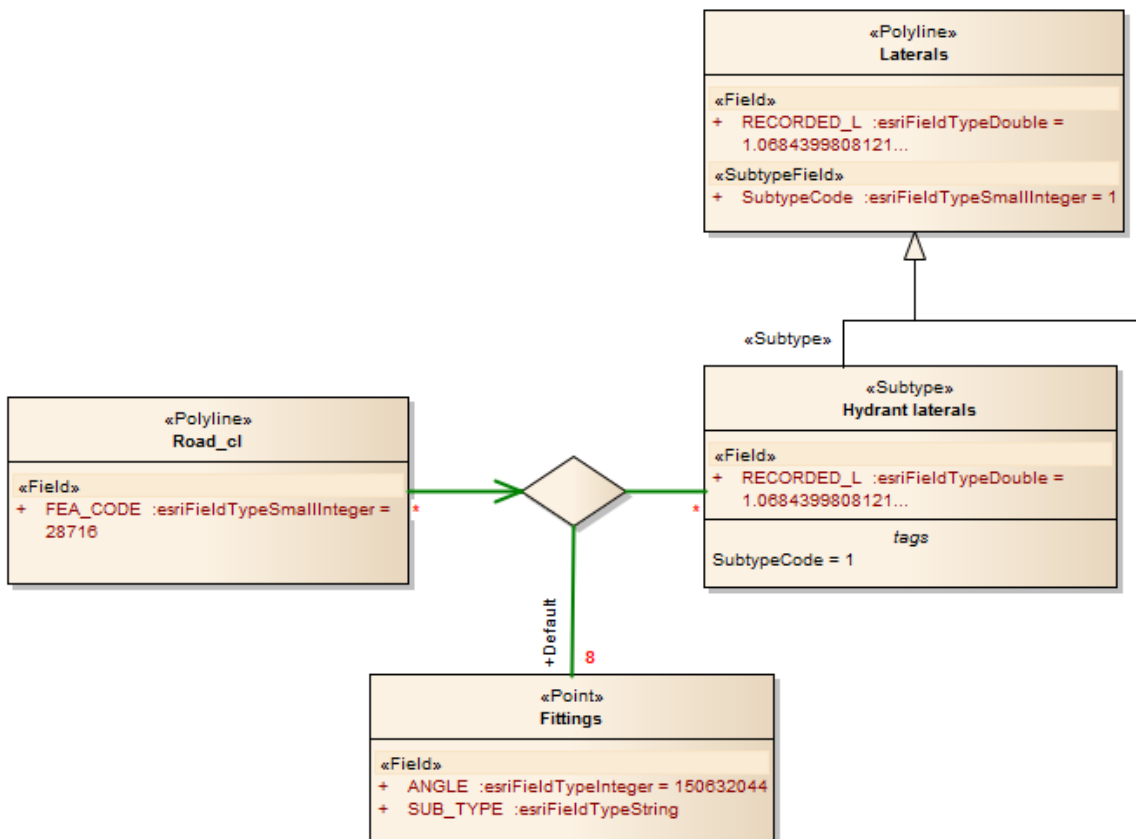 «Polyline»
Laterals
«Field»
+ RECORDED_L :esriFieldTypeDouble =
1.0684399808121...
«SubtypeField»
+ SubtypeCode :esriFieldTypeSmallInteger = 1
«Subtype»
«Subtype»
Hydrant laterals
«Field»
+ RECORDED_L :esriFieldTypeDouble =
1.0684399808121...
tags
SubtypeCode = 1
«Polyline»
Road_cl
«Field»
+ FEA_CODE :esriFieldTypeSmallInteger =
28716
*
*
+Default
8
«Point»
Fittings
«Field»
+ ANGLE :esriFieldTypeInteger = 150632044
+ SUB_TYPE :esriFieldTypeString